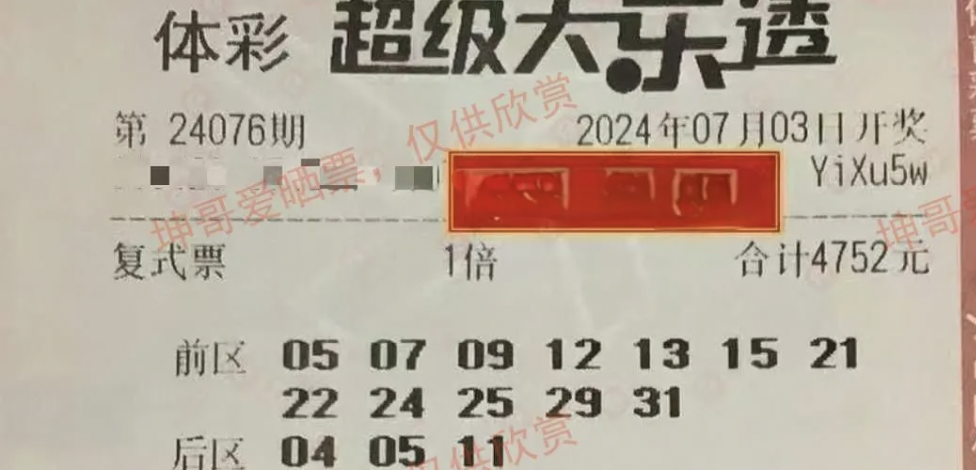 体彩 超级大乐透
第 24076期 2024年07月03日开奖
YiXu5w
复式票 1倍 合计4752元
前区 05 07 09 12 13 15 21
22 24 25 29 31
后区 04 05 11
坤哥爱晒票，仅供欣赏
坤哥
仅供欣赏